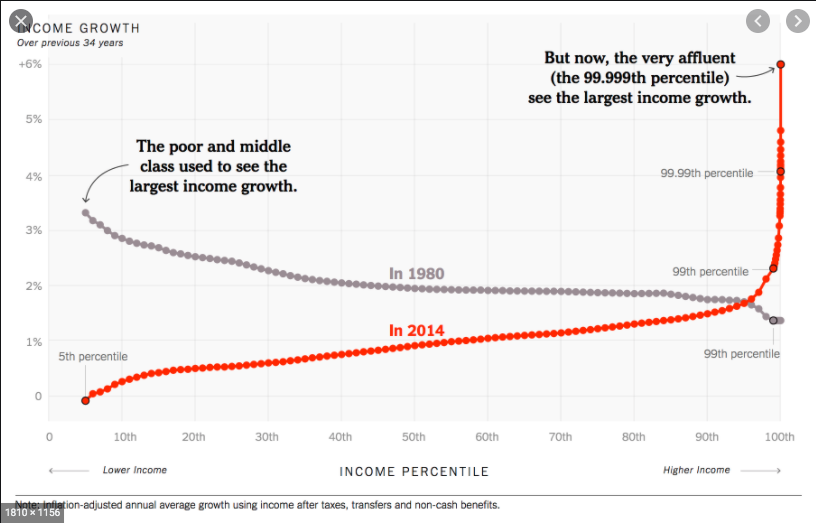 INCOME GROWTH
Over previous 34 years
+6%
5%
4%
3%
2%
1%
0
But now, the very affluent
(the 99.999th percentile)
see the largest income growth.
The poor and middle
class used to see the
largest income growth.
99.99th percentile
In 1980
99th percentile
In 2014
5th percentile
99th percentile
0
10th
20th
30th
40th
50th
60th
70th
80th
90th
100th
Lower Income
INCOME PERCENTILE
Higher Income
Note: inflation-adjusted annual average growth using income after taxes, transfers and non-cash benefits.
1810 × 1156